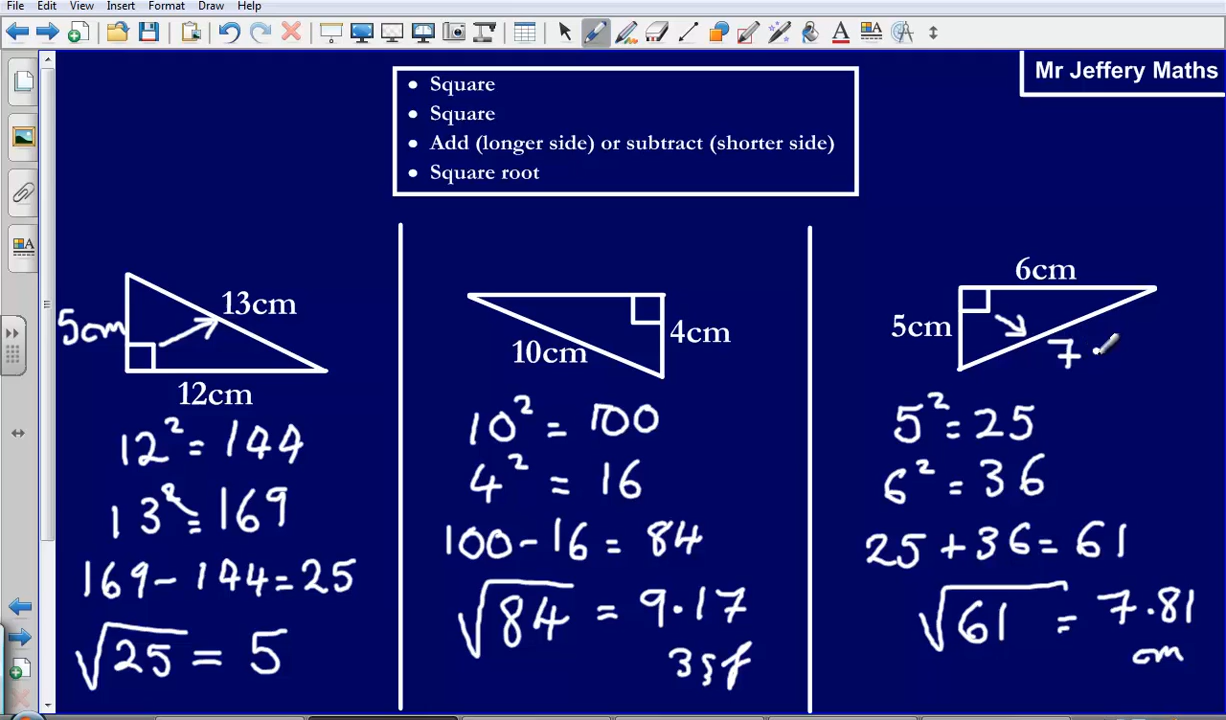 File Edit View Insert Format Draw Help
Mr Jeffery Maths
• Square
• Square
• Add (longer side) or subtract (shorter side)
• Square root
5cm
13cm
12cm
12² = 144
13² = 169
169 - 144 = 25
√25 = 5
4cm
10cm
10² = 100
4² = 16
100 - 16 = 84
√84 = 9.17
3sf
6cm
5cm
7.
5² = 25
6² = 36
25 + 36 = 61
√61 = 7.81
cm